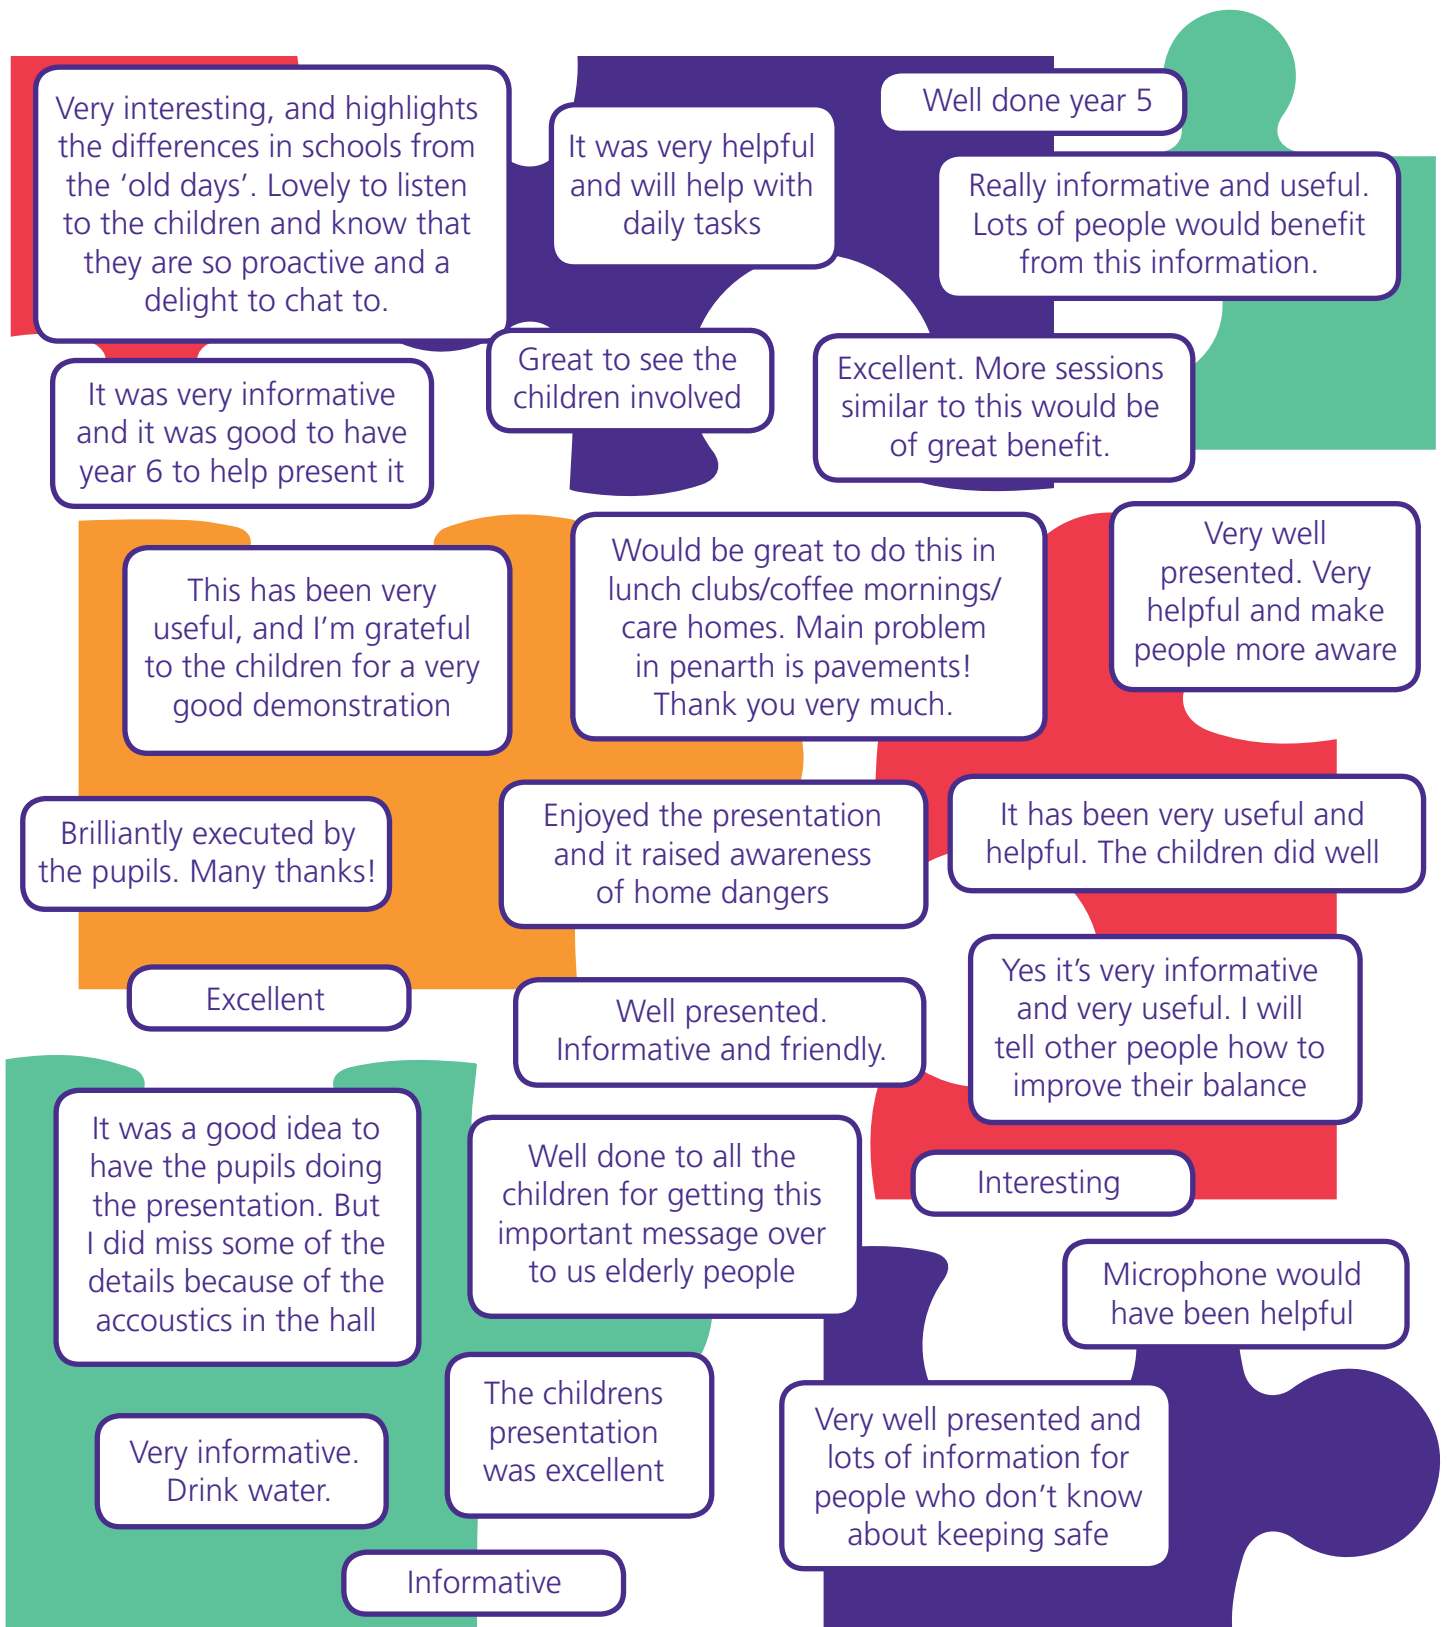 Very interesting, and highlights
the differences in schools from
the ‘old days’. Lovely to listen
to the children and know that
they are so proactive and a
delight to chat to.
It was very helpful
and will help with
daily tasks
Well done year 5
Really informative and useful.
Lots of people would benefit
from this information.
It was very informative
and it was good to have
year 6 to help present it
Great to see the
children involved
Excellent. More sessions
similar to this would be
of great benefit.
This has been very
useful, and I’m grateful
to the children for a very
good demonstration
Would be great to do this in
lunch clubs/coffee mornings/
care homes. Main problem
in penarth is pavements!
Thank you very much.
Very well
presented. Very
helpful and make
people more aware
Brilliantly executed by
the pupils. Many thanks!
Enjoyed the presentation
and it raised awareness
of home dangers
It has been very useful and
helpful. The children did well
Excellent
Well presented.
Informative and friendly.
Yes it’s very informative
and very useful. I will
tell other people how to
improve their balance
It was a good idea to
have the pupils doing
the presentation. But
I did miss some of the
details because of the
accoustics in the hall
Well done to all the
children for getting this
important message over
to us elderly people
Interesting
Microphone would
have been helpful
The childrens
presentation
was excellent
Very well presented and
lots of information for
people who don’t know
about keeping safe
Very informative.
Drink water.
Informative